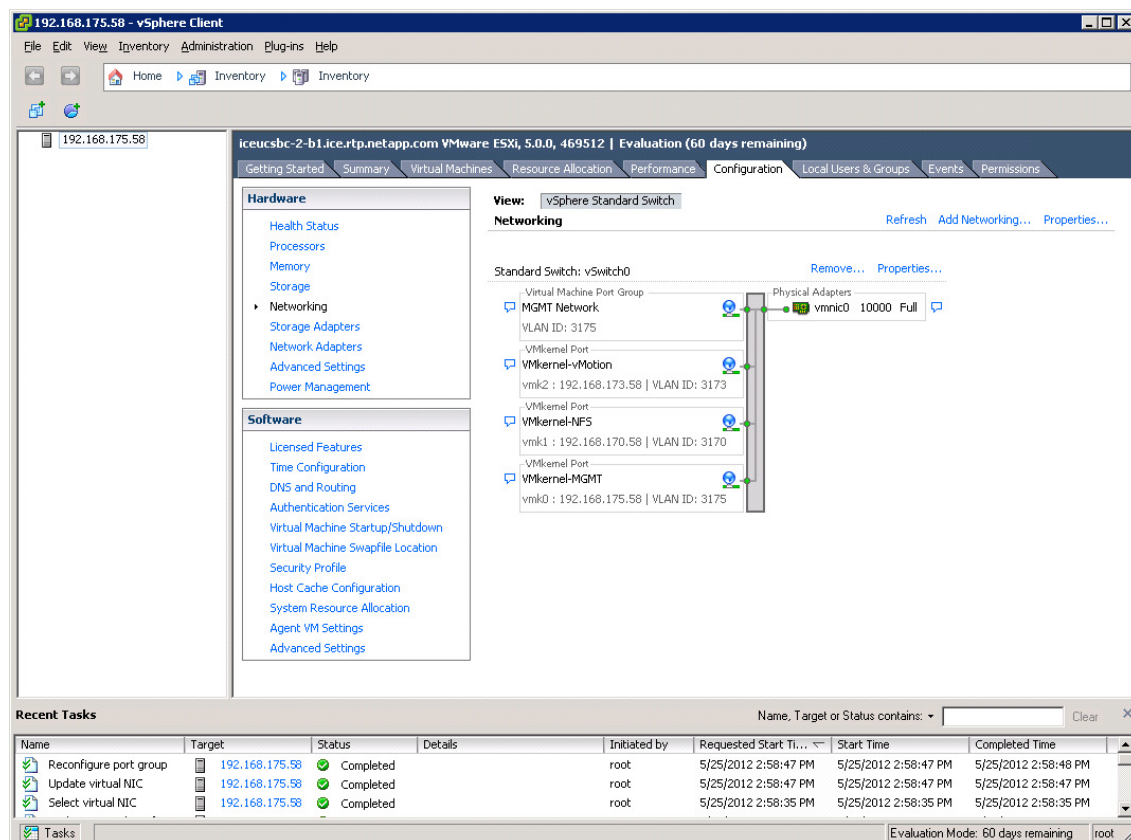 192.168.175.58 - vSphere Client
File Edit View Inventory Administration Plug-ins Help
Home Inventory Inventory
192.168.175.58
iceucsbc-2-b1.ice.rtp.netapp.com VMware ESXi, 5.0.0, 469512 | Evaluation (60 days remaining)
Getting Started Summary Virtual Machines Resource Allocation Performance Configuration Local Users & Groups Events Permissions
Hardware
Health Status
Processors
Memory
Storage
Networking
Storage Adapters
Network Adapters
Advanced Settings
Power Management
Software
Licensed Features
Time Configuration
DNS and Routing
Authentication Services
Virtual Machine Startup/Shutdown
Virtual Machine Swapfile Location
Security Profile
Host Cache Configuration
System Resource Allocation
Agent VM Settings
Advanced Settings
View: vSphere Standard Switch
Networking Refresh Add Networking... Properties...
Standard Switch: vSwitch0 Remove... Properties...
Virtual Machine Port Group
MGMT Network
VLAN ID: 3175
Physical Adapters
vmnic0 10000 Full
VMkernel Port
VMkernel-vMotion
vmk2 : 192.168.173.58 | VLAN ID: 3173
VMkernel Port
VMkernel-NFS
vmk1 : 192.168.170.58 | VLAN ID: 3170
VMkernel Port
VMkernel-MGMT
vmk0 : 192.168.175.58 | VLAN ID: 3175
Recent Tasks Name, Target or Status contains: Clear
Name Target Status Details Initiated by Requested Start Ti... Start Time Completed Time
Reconfigure port group 192.168.175.58 Completed root 5/25/2012 2:58:47 PM 5/25/2012 2:58:47 PM 5/25/2012 2:58:48 PM
Update virtual NIC 192.168.175.58 Completed root 5/25/2012 2:58:47 PM 5/25/2012 2:58:47 PM 5/25/2012 2:58:47 PM
Select virtual NIC 192.168.175.58 Completed root 5/25/2012 2:58:35 PM 5/25/2012 2:58:35 PM 5/25/2012 2:58:35 PM
Tasks Evaluation Mode: 60 days remaining root